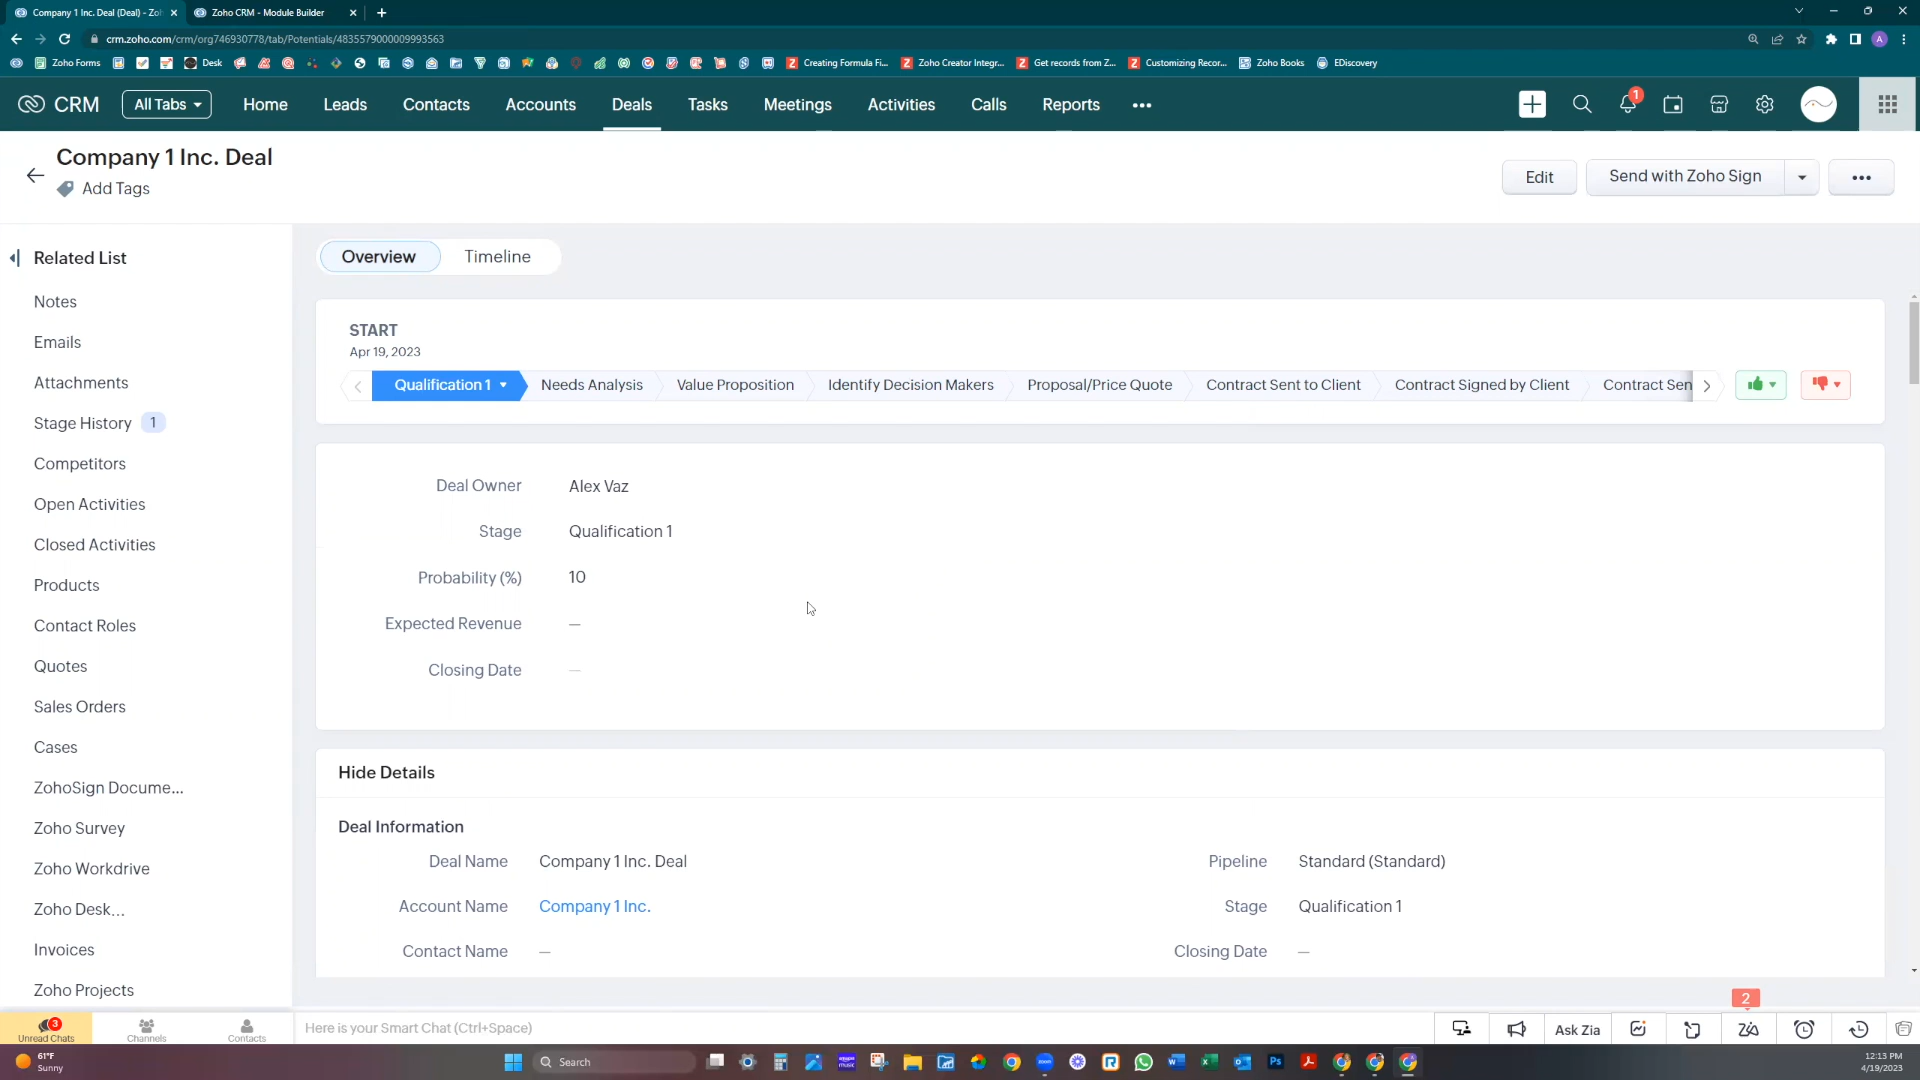 Company 1 Inc. Deal (Deal) - Zoh
Zoho CRM - Module Builder
crm.zoho.com/crm/org746930778/tab/Potentials/4835579000009993563
Zoho Forms
Desk
Creating Formula Fi...
Zoho Creator Integr...
Get records from Z...
Customizing Recor...
Zoho Books
EDiscovery
CRM
All Tabs
Home
Leads
Contacts
Accounts
Deals
Tasks
Meetings
Activities
Calls
Reports
1
Company 1 Inc. Deal
Add Tags
Edit
Send with Zoho Sign
Related List
Notes
Emails
Attachments
Stage History 1
Competitors
Open Activities
Closed Activities
Products
Contact Roles
Quotes
Sales Orders
Cases
ZohoSign Docume...
Zoho Survey
Zoho Workdrive
Zoho Desk...
Invoices
Zoho Projects
Overview
Timeline
START
Apr 19, 2023
Qualification 1
Needs Analysis
Value Proposition
Identify Decision Makers
Proposal/Price Quote
Contract Sent to Client
Contract Signed by Client
Contract Sen
Deal Owner Alex Vaz
Stage Qualification 1
Probability (%) 10
Expected Revenue —
Closing Date —
Hide Details
Deal Information
Deal Name Company 1 Inc. Deal
Pipeline Standard (Standard)
Account Name Company 1 Inc.
Stage Qualification 1
Contact Name —
Closing Date —
2
3
Unread Chats
Channels
Contacts
Here is your Smart Chat (Ctrl+Space)
Ask Zia
61°F
Sunny
Search
12:13 PM
4/19/2023